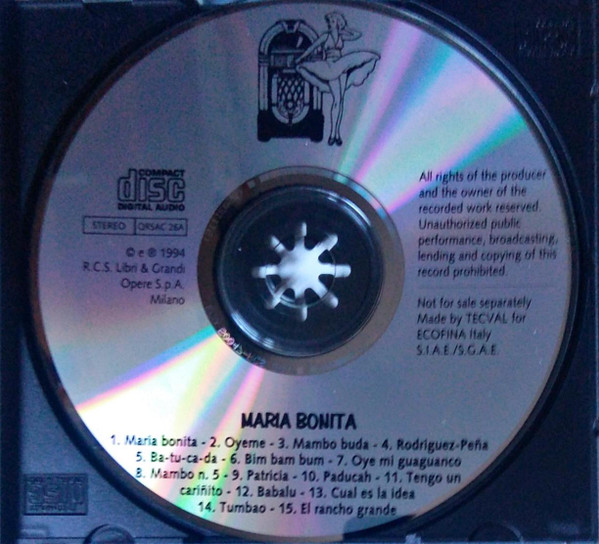 COMPACT
disc
DIGITAL AUDIO
STEREO QRSAC 26A
© e ℗ 1994
R.C.S. Libri & Grandi
Opere S.p.A.
Milano
All rights of the producer
and the owner of the
recorded work reserved.
Unauthorized public
performance, broadcasting,
lending and copying of this
record prohibited.
Not for sale separately
Made by TECVAL for
ECOFINA Italy
S.I.A.E./S.G.A.E.
MARIA BONITA
1. Maria bonita - 2. Oyeme - 3. Mambo buda - 4. Rodriguez-Peña
5. Ba-tu-ca-da - 6. Bim bam bum - 7. Oye mi guaguanco
8. Mambo n. 5 - 9. Patricia - 10. Paducah - 11. Tengo un
cariñito - 12. Babalu - 13. Cual es la idea
14. Tumbao - 15. El rancho grande